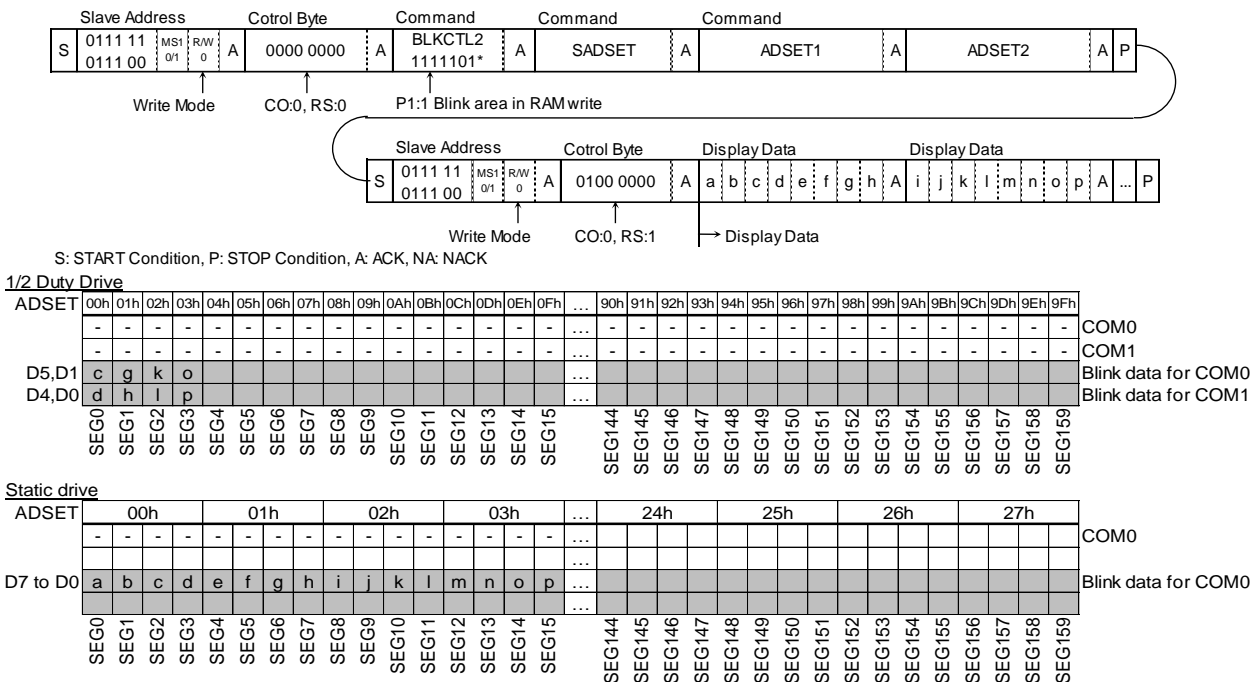 Slave Address Cotrol Byte Command Command Command
S 0111 11 0111 00 MS1 0/1 R/W 0 A 0000 0000 A BLKCTL2 1111101* A SADSET A ADSET1 A ADSET2 A P
Write Mode CO:0, RS:0 P1:1 Blink area in RAM write
Slave Address Cotrol Byte Display Data Display Data
S 0111 11 0111 00 MS1 0/1 R/W 0 A 0100 0000 A a b c d e f g h A i j k l m n o p A ... P
Write Mode CO:0, RS:1 Display Data
S: START Condition, P: STOP Condition, A: ACK, NA: NACK
1/2 Duty Drive
ADSET 00h 01h 02h 03h 04h 05h 06h 07h 08h 09h 0Ah 0Bh 0Ch 0Dh 0Eh 0Fh ... 90h 91h 92h 93h 94h 95h 96h 97h 98h 99h 9Ah 9Bh 9Ch 9Dh 9Eh 9Fh
- - - - - - - - - - - - - - - - ... - - - - - - - - - - - - - - - - COM0
- - - - - - - - - - - - - - - - ... - - - - - - - - - - - - - - - - COM1
D5,D1 c g k o ... Blink data for COM0
D4,D0 d h l p ... Blink data for COM1
SEG0 SEG1 SEG2 SEG3 SEG4 SEG5 SEG6 SEG7 SEG8 SEG9 SEG10 SEG11 SEG12 SEG13 SEG14 SEG15 SEG144 SEG145 SEG146 SEG147 SEG148 SEG149 SEG150 SEG151 SEG152 SEG153 SEG154 SEG155 SEG156 SEG157 SEG158 SEG159
Static drive
ADSET 00h 01h 02h 03h ... 24h 25h 26h 27h
- - - - - - - - - - - - - - - - ... COM0
...
D7 to D0 a b c d e f g h i j k l m n o p ... Blink data for COM0
...
SEG0 SEG1 SEG2 SEG3 SEG4 SEG5 SEG6 SEG7 SEG8 SEG9 SEG10 SEG11 SEG12 SEG13 SEG14 SEG15 SEG144 SEG145 SEG146 SEG147 SEG148 SEG149 SEG150 SEG151 SEG152 SEG153 SEG154 SEG155 SEG156 SEG157 SEG158 SEG159